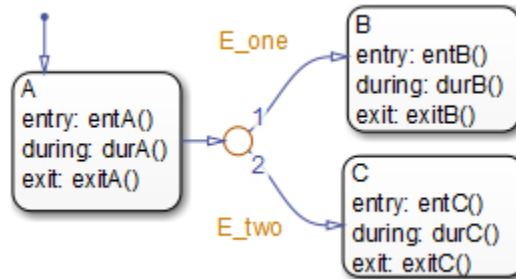 A
entry: entA()
during: durA()
exit: exitA()
E_one
1
2
E_two
B
entry: entB()
during: durB()
exit: exitB()
C
entry: entC()
during: durC()
exit: exitC()